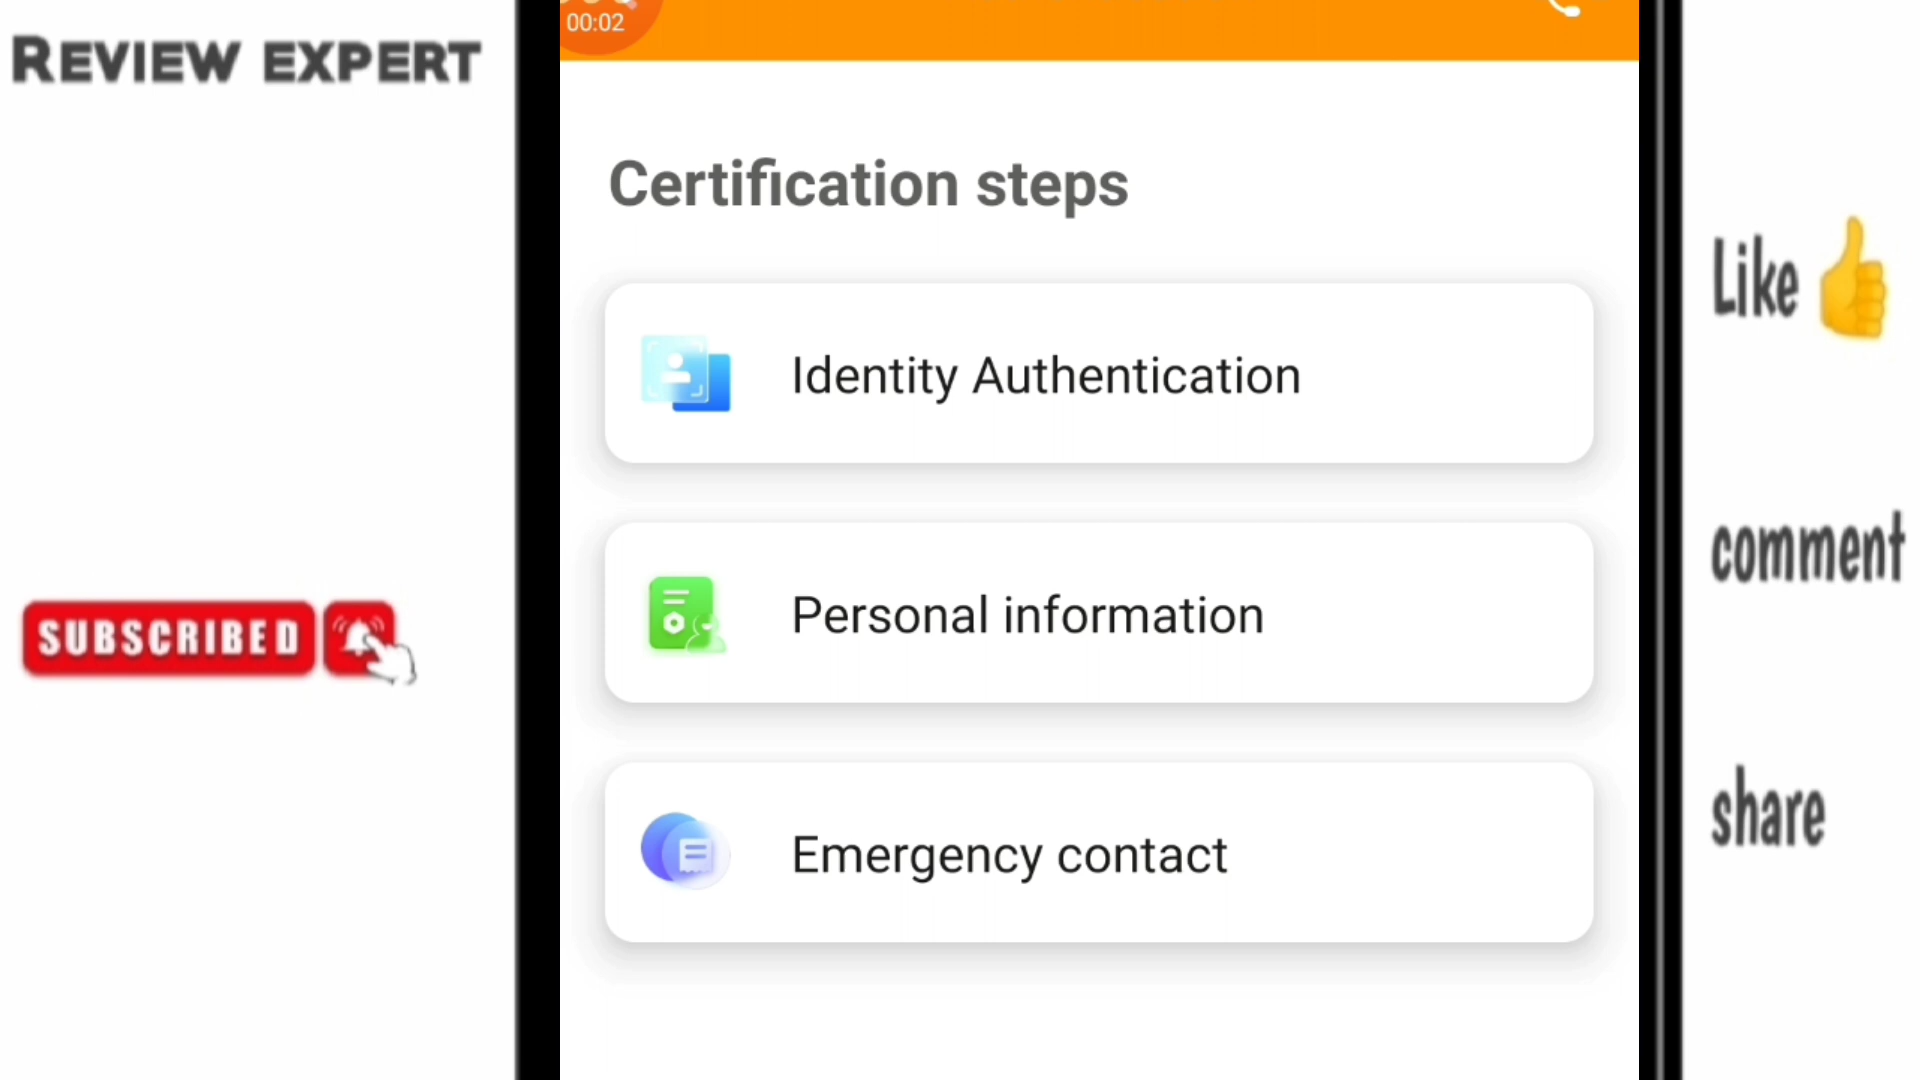 REVIEW EXPERT
00:02
Certification steps
Identity Authentication
Personal information
Emergency contact
SUBSCRIBED
Like
comment
share